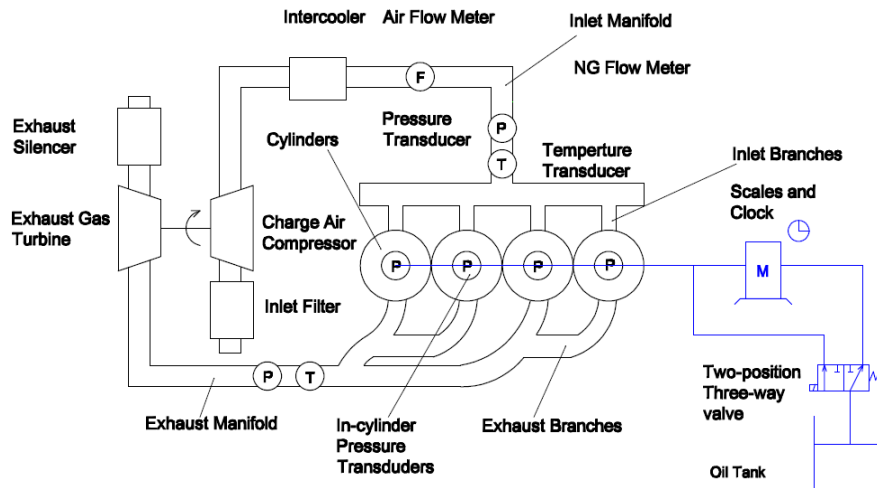 Intercooler
Air Flow Meter
Inlet Manifold
F
NG Flow Meter
Exhaust
Silencer
Cylinders
Pressure
Transducer
P
T
Temperture
Transducer
Inlet Branches
Scales and
Clock
Exhaust Gas
Turbine
Charge Air
Compressor
P
P
P
P
M
Inlet Filter
P
T
Two-position
Three-way
valve
Exhaust Manifold
In-cylinder
Pressure
Transduders
Exhaust Branches
Oil Tank